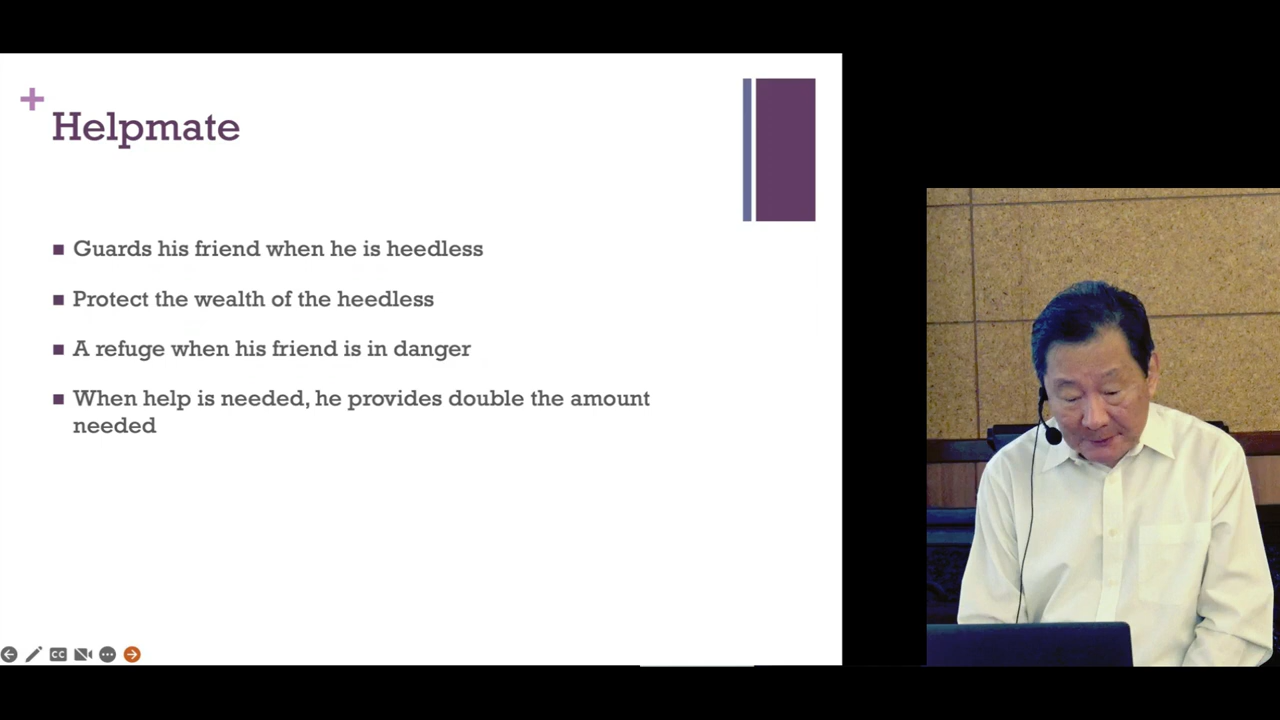 Helpmate
Guards his friend when he is heedless
Protect the wealth of the heedless
A refuge when his friend is in danger
When help is needed, he provides double the amount
needed
CC